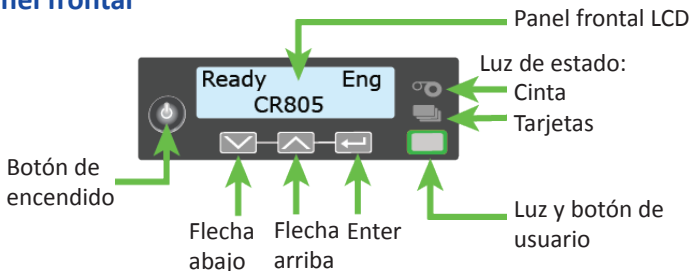 nel frontal
Panel frontal LCD
Luz de estado:
Cinta
Tarjetas
Ready Eng
CR805
Botón de
encendido
Flecha
abajo
Flecha
arriba
Enter
Luz y botón de
usuario